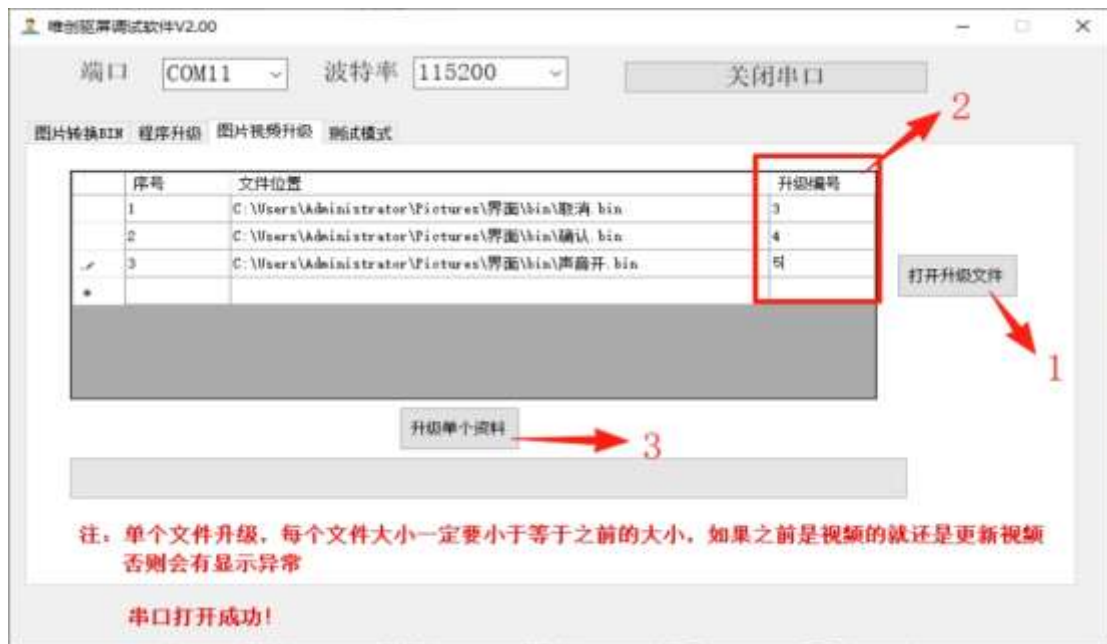 唯创驱屏调试软件V2.00
端口 COM11 波特率 115200 关闭串口
2
图片转换BIN 程序升级 图片视频升级 测试模式
序号 文件位置 升级编号
1 C:\Users\Administrator\Pictures\界面\bin\取消.bin 3
2 C:\Users\Administrator\Pictures\界面\bin\确认.bin 4
3 C:\Users\Administrator\Pictures\界面\bin\声音开.bin 5
打开升级文件
1
升级单个资料
3
注：单个文件升级，每个文件大小一定要小于等于之前的大小，如果之前是视频的就还是更新视频
否则会有显示异常
串口打开成功!